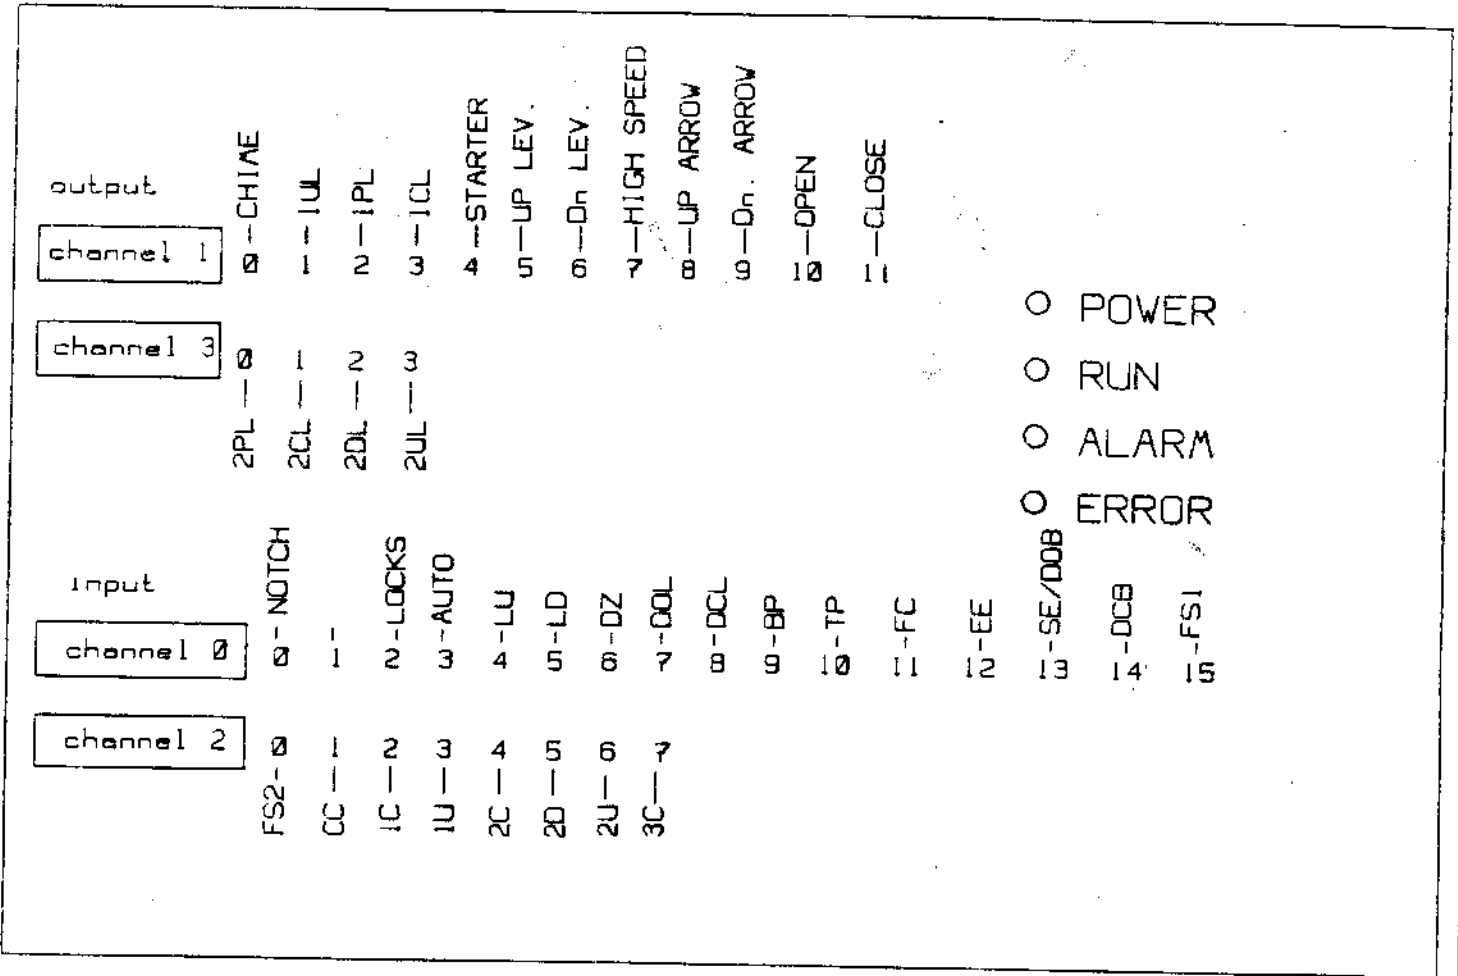 output
channel 1
0--CHIME
1--1UL
2--1PL
3--1CL
4--STARTER
5--UP LEV.
6--Dn LEV.
7--HIGH SPEED
8--UP ARROW
9--Dn. ARROW
10--OPEN
11--CLOSE
channel 3
2PL--0
2CL--1
2DL--2
2UL--3
POWER
RUN
ALARM
ERROR
Input
channel 0
0-NOTCH
1-
2-LOCKS
3-AUTO
4-LU
5-LD
6-DZ
7-DOL
8-DCL
9-BP
10-TP
11-FC
12-EE
13-SE/DOB
14-DCB
15-FS1
channel 2
FS2-0
CC--1
1C--2
1U--3
2C--4
2D--5
2U--6
3C--7